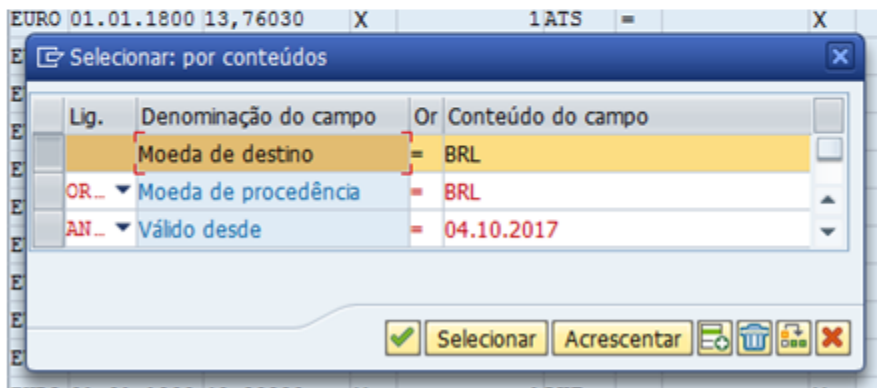 EURO 01.01.1800 13,76030 X 1 ATS = X
Selecionar: por conteúdos
Lig. Denominação do campo Or Conteúdo do campo
Moeda de destino = BRL
OR… Moeda de procedência = BRL
AN… Válido desde = 04.10.2017
Selecionar Acrescentar